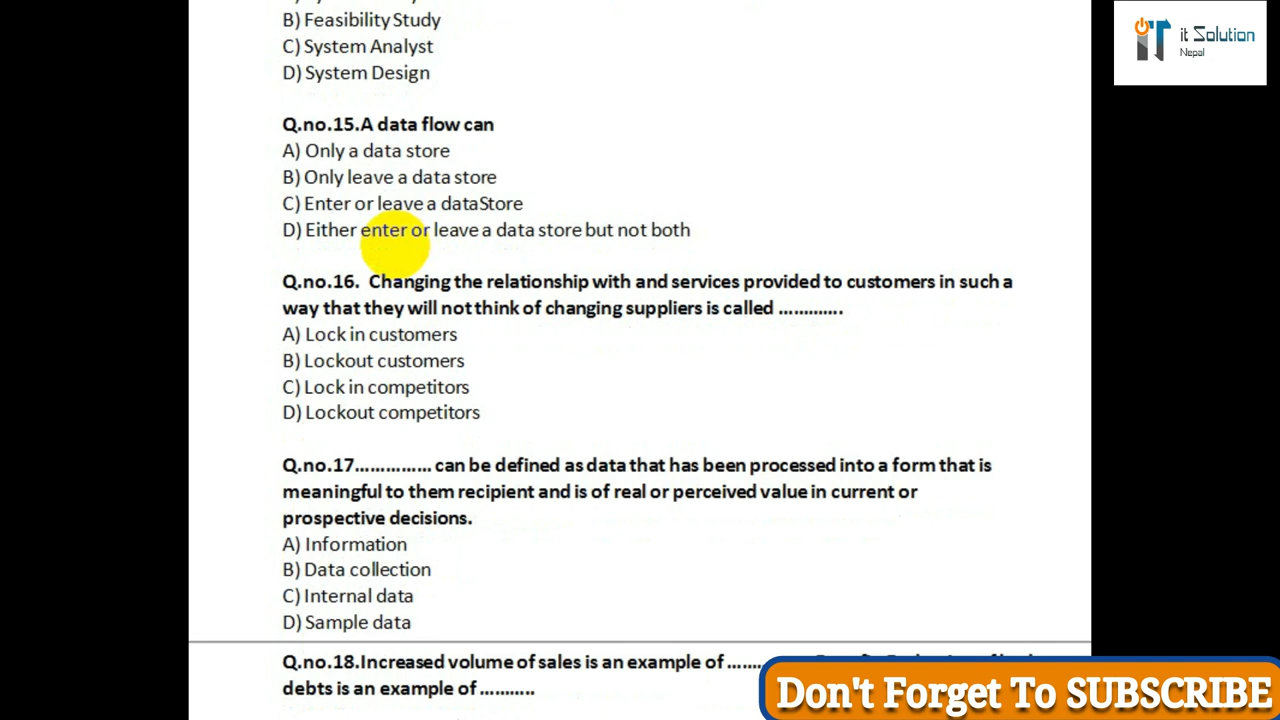 B) Feasibility Study
C) System Analyst
D) System Design
it Solution
Nepal
Q.no.15.A data flow can
A) Only a data store
B) Only leave a data store
C) Enter or leave a dataStore
D) Either enter or leave a data store but not both
Q.no.16. Changing the relationship with and services provided to customers in such a
way that they will not think of changing suppliers is called .............
A) Lock in customers
B) Lockout customers
C) Lock in competitors
D) Lockout competitors
Q.no.17............... can be defined as data that has been processed into a form that is
meaningful to them recipient and is of real or perceived value in current or
prospective decisions.
A) Information
B) Data collection
C) Internal data
D) Sample data
Q.no.18.Increased volume of sales is an example of ......
debts is an example of ...........
Don't Forget To SUBSCRIBE